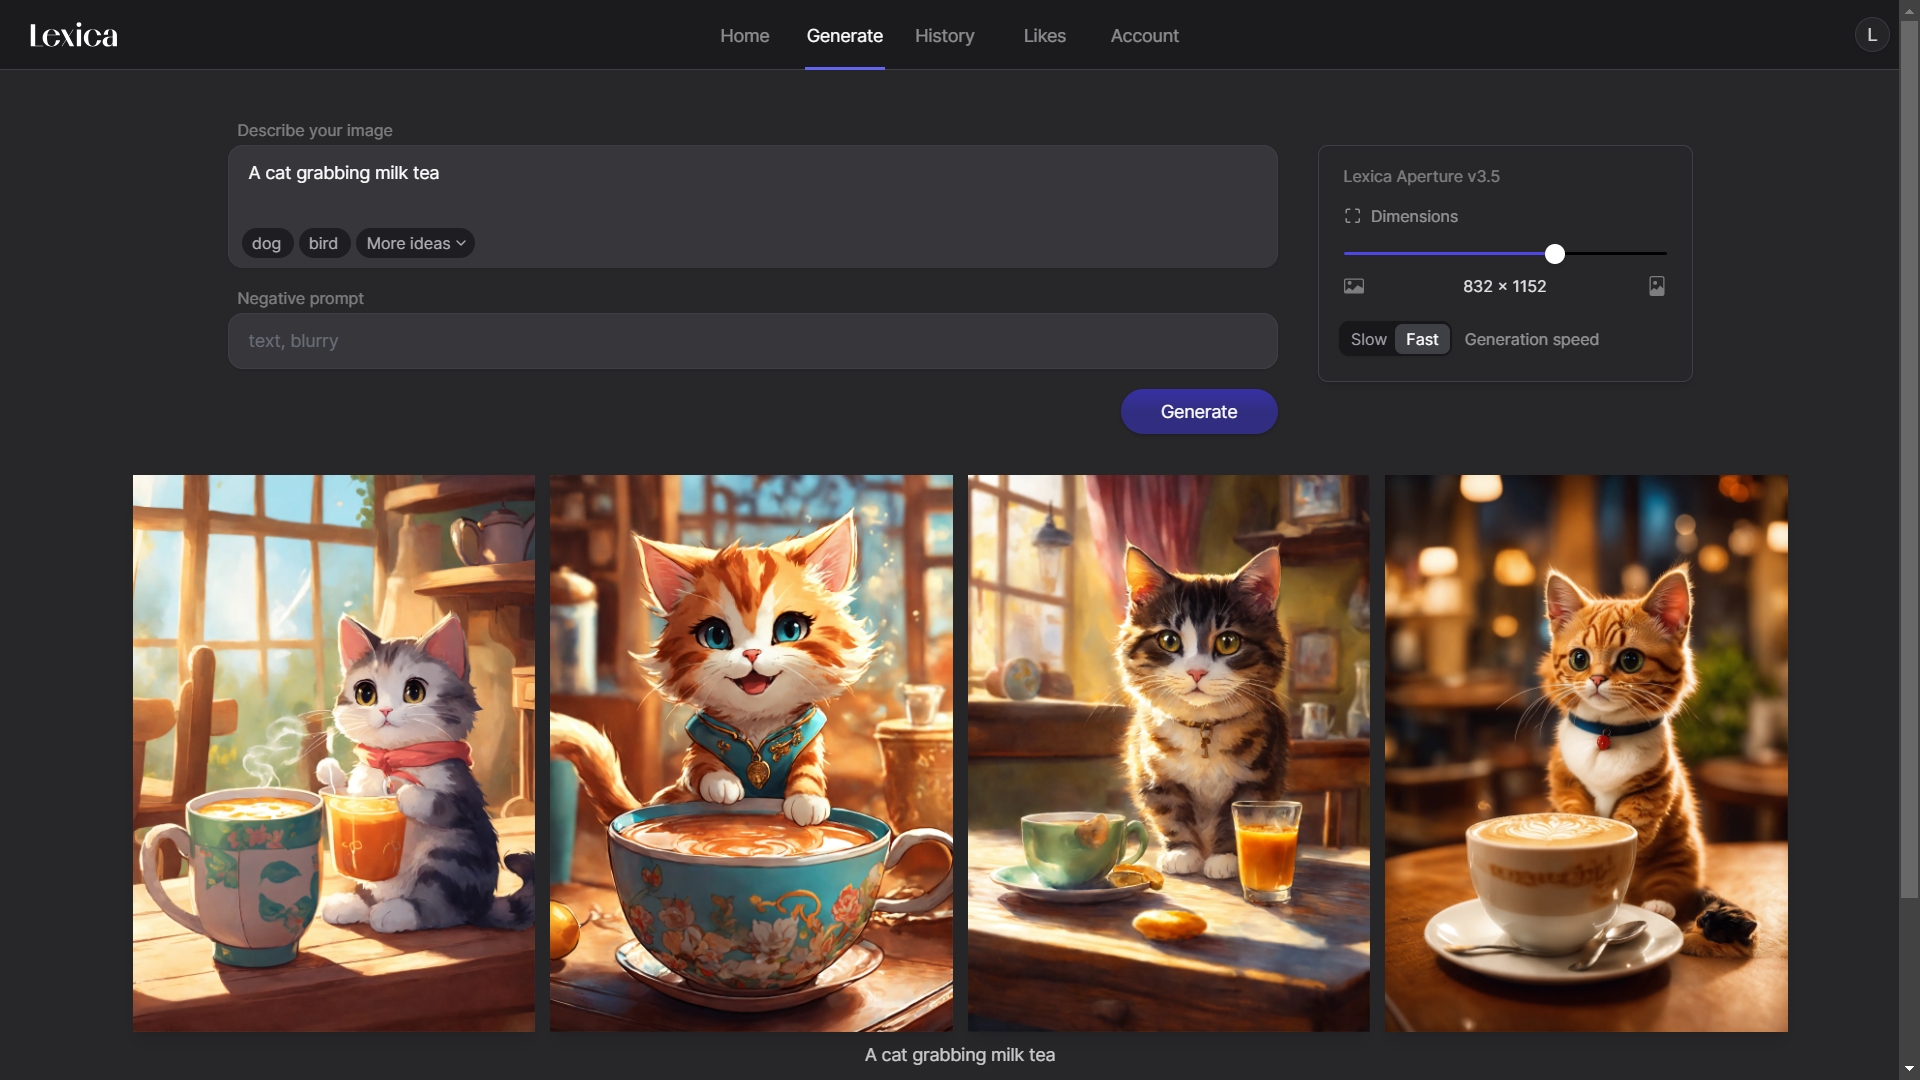 Lexica
Home
Generate
History
Likes
Account
L
Describe your image
A cat grabbing milk tea
dog
bird
More ideas
Negative prompt
text, blurry
Generate
Lexica Aperture v3.5
Dimensions
832 × 1152
Slow
Fast
Generation speed
A cat grabbing milk tea